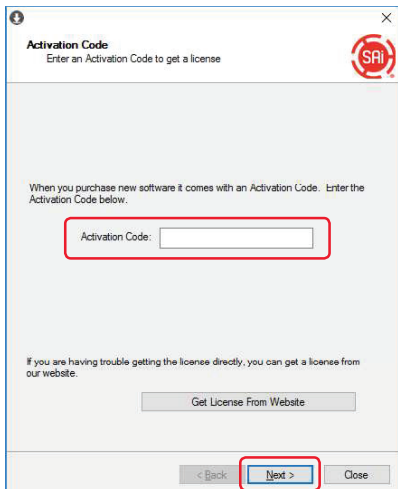 Activation Code
Enter an Activation Code to get a license
SAi
When you purchase new software it comes with an Activation Code. Enter the
Activation Code below.
Activation Code:
If you are having trouble getting the license directly, you can get a license from
our website.
Get License From Website
< Back
Next >
Close